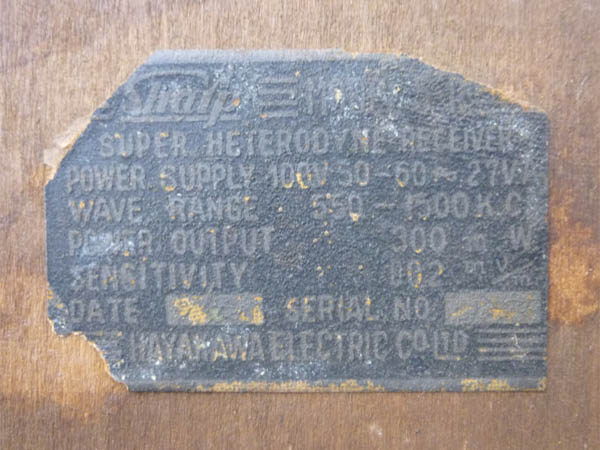 Sharp
SUPER HETERODYNE RECEIVER
POWER SUPPLY 100V 50-60~ 27VA
WAVE RANGE 550-1500 K.C
POWER OUTPUT 300 m W
SENSITIVITY
DATE SERIAL NO.
HAYAKAWA ELECTRIC CO LTD